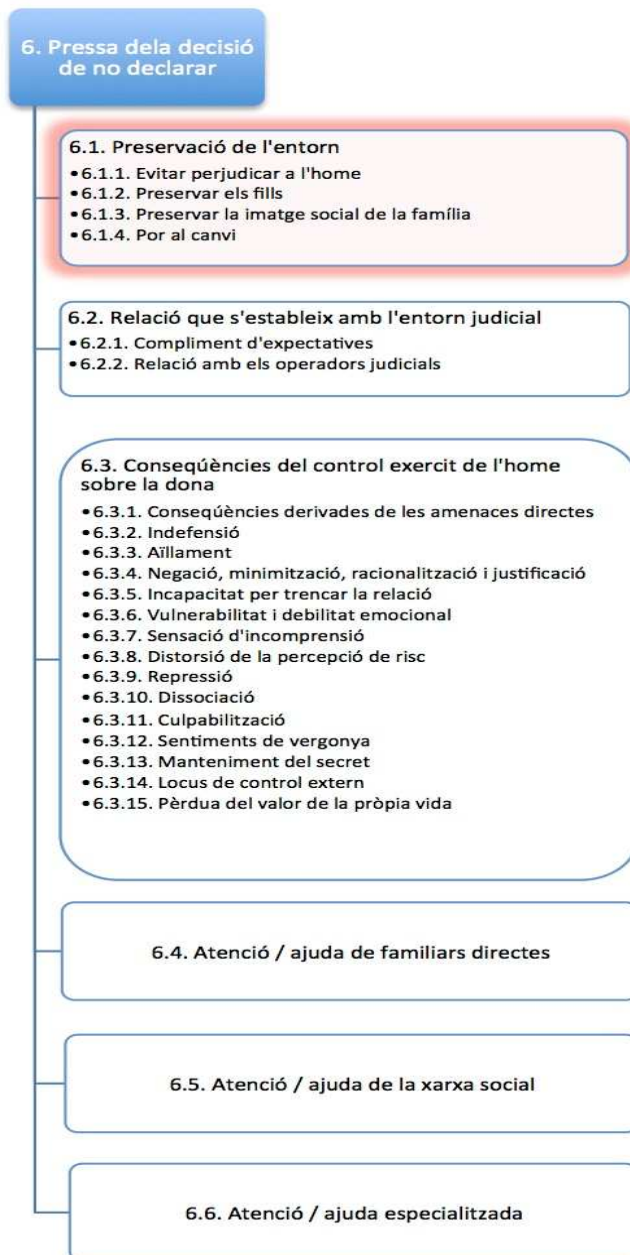 6. Pressa dela decisió
de no declarar
6.1. Preservació de l'entorn
•6.1.1. Evitar perjudicar a l'home
•6.1.2. Preservar els fills
•6.1.3. Preservar la imatge social de la família
•6.1.4. Por al canvi
6.2. Relació que s'estableix amb l'entorn judicial
•6.2.1. Compliment d'expectatives
•6.2.2. Relació amb els operadors judicials
6.3. Conseqúències del control exercit de l'home
sobre la dona
•6.3.1. Conseqüències derivades de les amenaces directes
•6.3.2. Indefensió
•6.3.3. Aïllament
•6.3.4. Negació, minimització, racionalització i justificació
•6.3.5. Incapacitat per trencar la relació
•6.3.6. Vulnerabilitat i debilitat emocional
•6.3.7. Sensació d'incomprensió
•6.3.8. Distorsió de la percepció de risc
•6.3.9. Repressió
•6.3.10. Dissociació
•6.3.11. Culpabilització
•6.3.12. Sentiments de vergonya
•6.3.13. Manteniment del secret
•6.3.14. Locus de control extern
•6.3.15. Pèrdua del valor de la pròpia vida
6.4. Atenció / ajuda de familiars directes
6.5. Atenció / ajuda de la xarxa social
6.6. Atenció / ajuda especialitzada